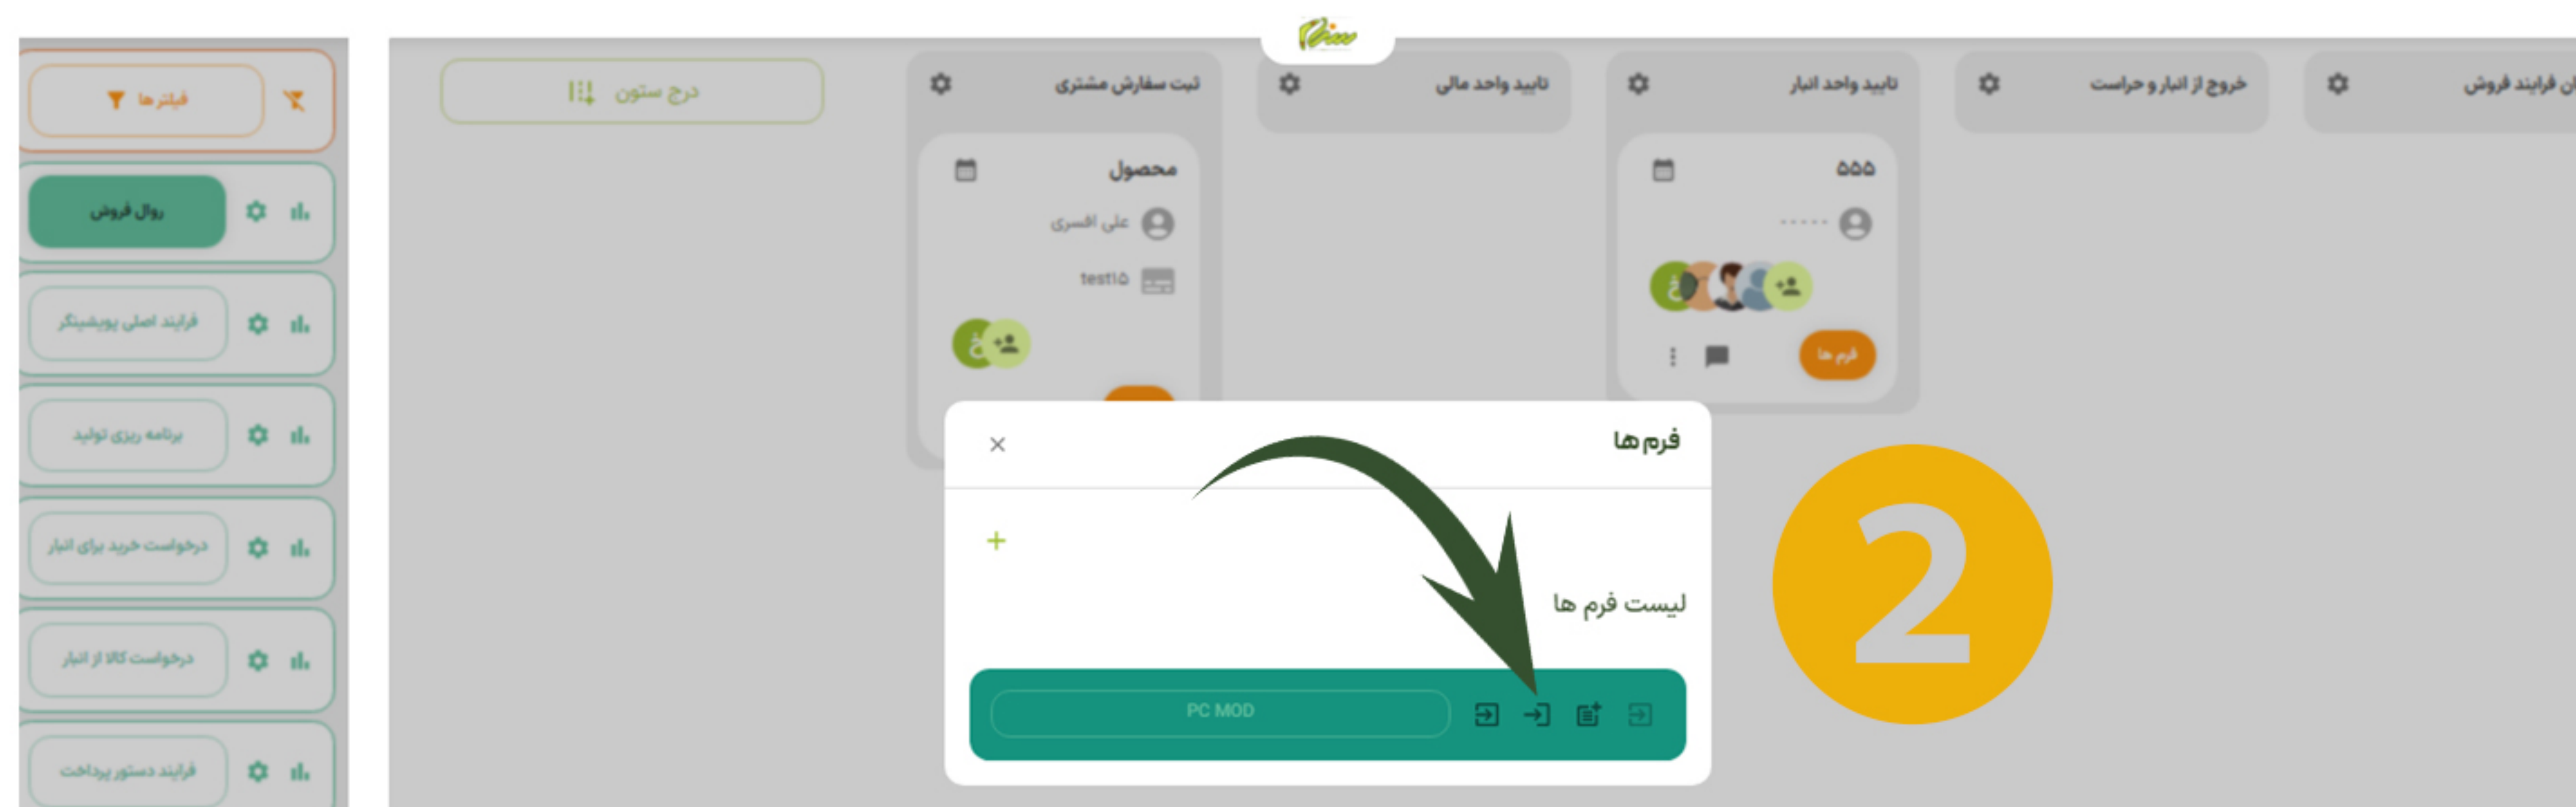 فیلترها
روال فروش
فرایند اصلی پویشینگر
برنامه ریزی تولید
درخواست خرید برای انبار
درخواست کالا از انبار
فرایند دستور پرداخت
درج ستون
ثبت سفارش مشتری
محصول
علی افسری
test۱۵
تایید واحد مالی
تایید واحد انبار
۵۵۵
-----
فرم ها
خروج از انبار و حراست
فرایند فروش
فرم ها
لیست فرم ها
PC MOD
2